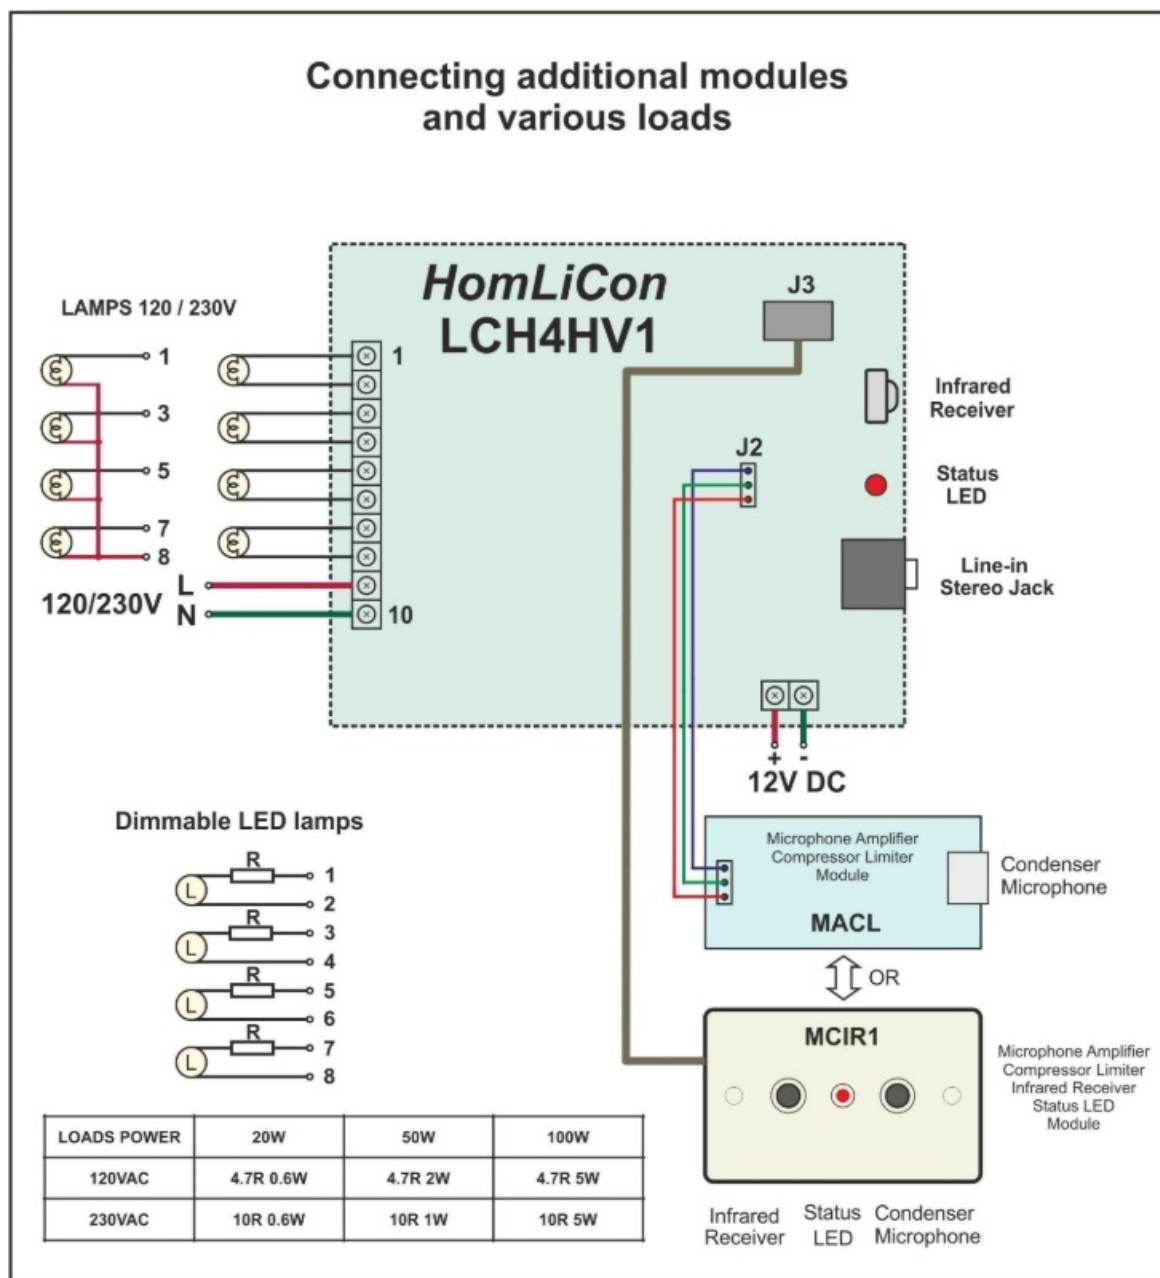 Connecting additional modules
and various loads
HomLiCon
LCH4HV1
J3
LAMPS 120 / 230V
1
3
5
7
8
1
10
L
N
120/230V
J2
Infrared
Receiver
Status
LED
Line-in
Stereo Jack
+ -
12V DC
Dimmable LED lamps
R
L
1
2
R
L
3
4
R
L
5
6
R
L
7
8
Microphone Amplifier
Compressor Limiter
Module
MACL
Condenser
Microphone
OR
MCIR1
Microphone Amplifier
Compressor Limiter
Infrared Receiver
Status LED
Module
Infrared
Receiver
Status
LED
Condenser
Microphone
LOADS POWER 20W 50W 100W
120VAC 4.7R 0.6W 4.7R 2W 4.7R 5W
230VAC 10R 0.6W 10R 1W 10R 5W